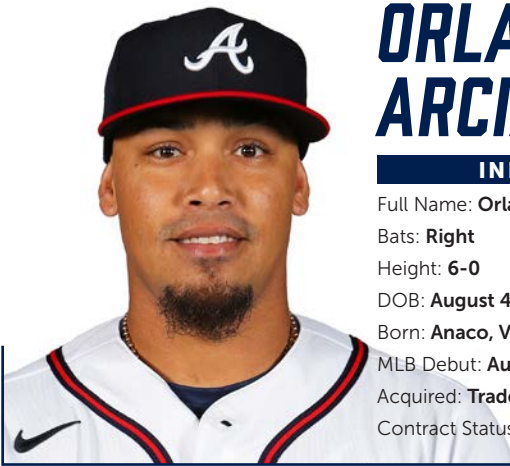 ORLA
ARCI
IN
Full Name: Orla
Bats: Right
Height: 6-0
DOB: August 4
Born: Anaco, V
MLB Debut: Au
Acquired: Trade
Contract Status
A